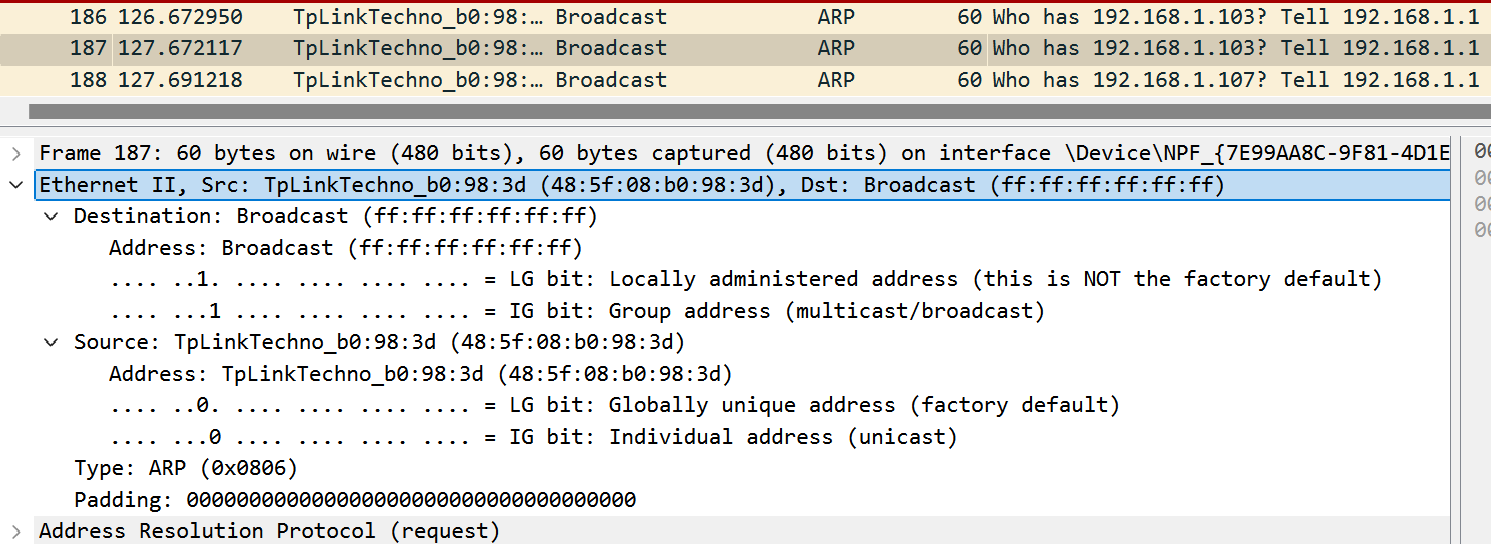 186 126.672950 TpLinkTechno_b0:98:… Broadcast ARP 60 Who has 192.168.1.103? Tell 192.168.1.1
187 127.672117 TpLinkTechno_b0:98:… Broadcast ARP 60 Who has 192.168.1.103? Tell 192.168.1.1
188 127.691218 TpLinkTechno_b0:98:… Broadcast ARP 60 Who has 192.168.1.107? Tell 192.168.1.1
Frame 187: 60 bytes on wire (480 bits), 60 bytes captured (480 bits) on interface \Device\NPF_{7E99AA8C-9F81-4D1E
Ethernet II, Src: TpLinkTechno_b0:98:3d (48:5f:08:b0:98:3d), Dst: Broadcast (ff:ff:ff:ff:ff:ff)
Destination: Broadcast (ff:ff:ff:ff:ff:ff)
Address: Broadcast (ff:ff:ff:ff:ff:ff)
.... ..1. .... .... .... .... = LG bit: Locally administered address (this is NOT the factory default)
.... ...1 .... .... .... .... = IG bit: Group address (multicast/broadcast)
Source: TpLinkTechno_b0:98:3d (48:5f:08:b0:98:3d)
Address: TpLinkTechno_b0:98:3d (48:5f:08:b0:98:3d)
.... ..0. .... .... .... .... = LG bit: Globally unique address (factory default)
.... ...0 .... .... .... .... = IG bit: Individual address (unicast)
Type: ARP (0x0806)
Padding: 000000000000000000000000000000000000
Address Resolution Protocol (request)